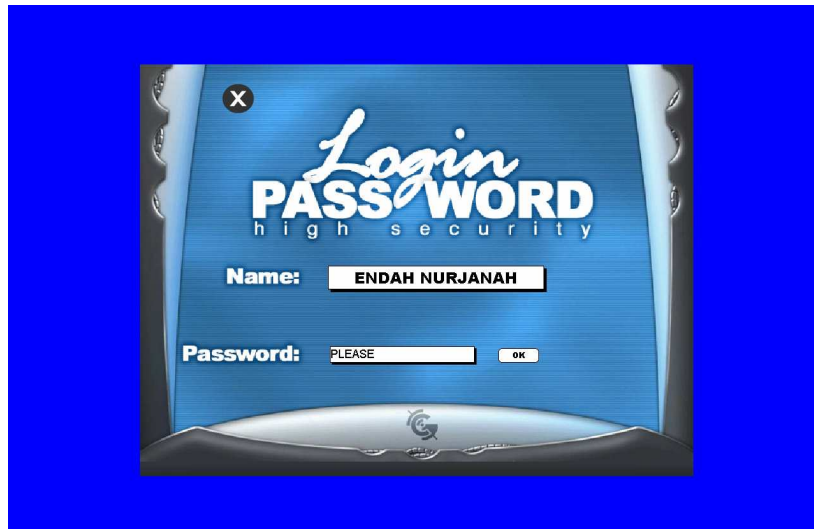 X
Login
PASSWORD
high security
Name: ENDAH NURJANAH
Password: PLEASE OK